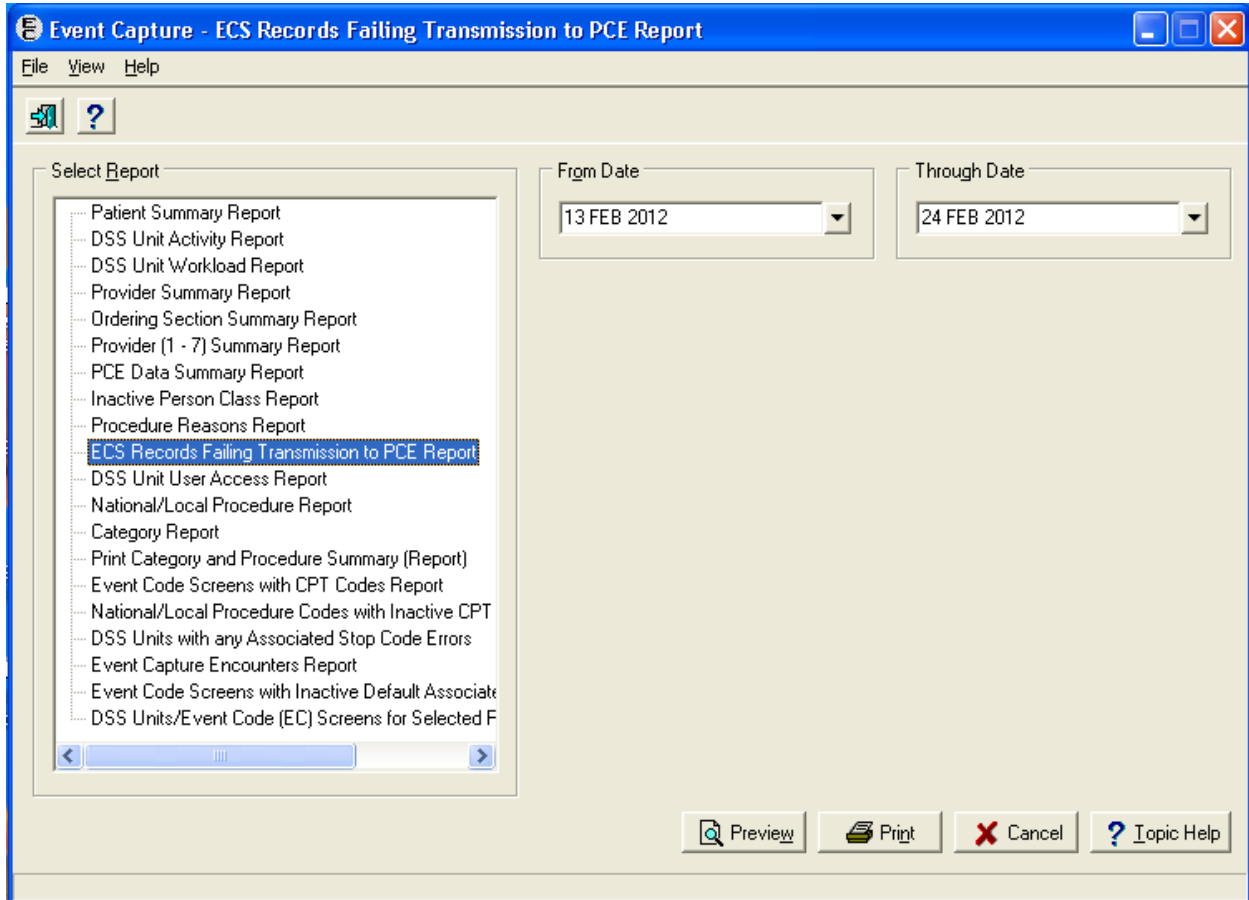 Event Capture - ECS Records Failing Transmission to PCE Report
File View Help
?
Select Report
Patient Summary Report
DSS Unit Activity Report
DSS Unit Workload Report
Provider Summary Report
Ordering Section Summary Report
Provider (1 - 7) Summary Report
PCE Data Summary Report
Inactive Person Class Report
Procedure Reasons Report
ECS Records Failing Transmission to PCE Report
DSS Unit User Access Report
National/Local Procedure Report
Category Report
Print Category and Procedure Summary (Report)
Event Code Screens with CPT Codes Report
National/Local Procedure Codes with Inactive CPT
DSS Units with any Associated Stop Code Errors
Event Capture Encounters Report
Event Code Screens with Inactive Default Associate
DSS Units/Event Code (EC) Screens for Selected F
From Date
13 FEB 2012
Through Date
24 FEB 2012
Preview Print Cancel ? Topic Help